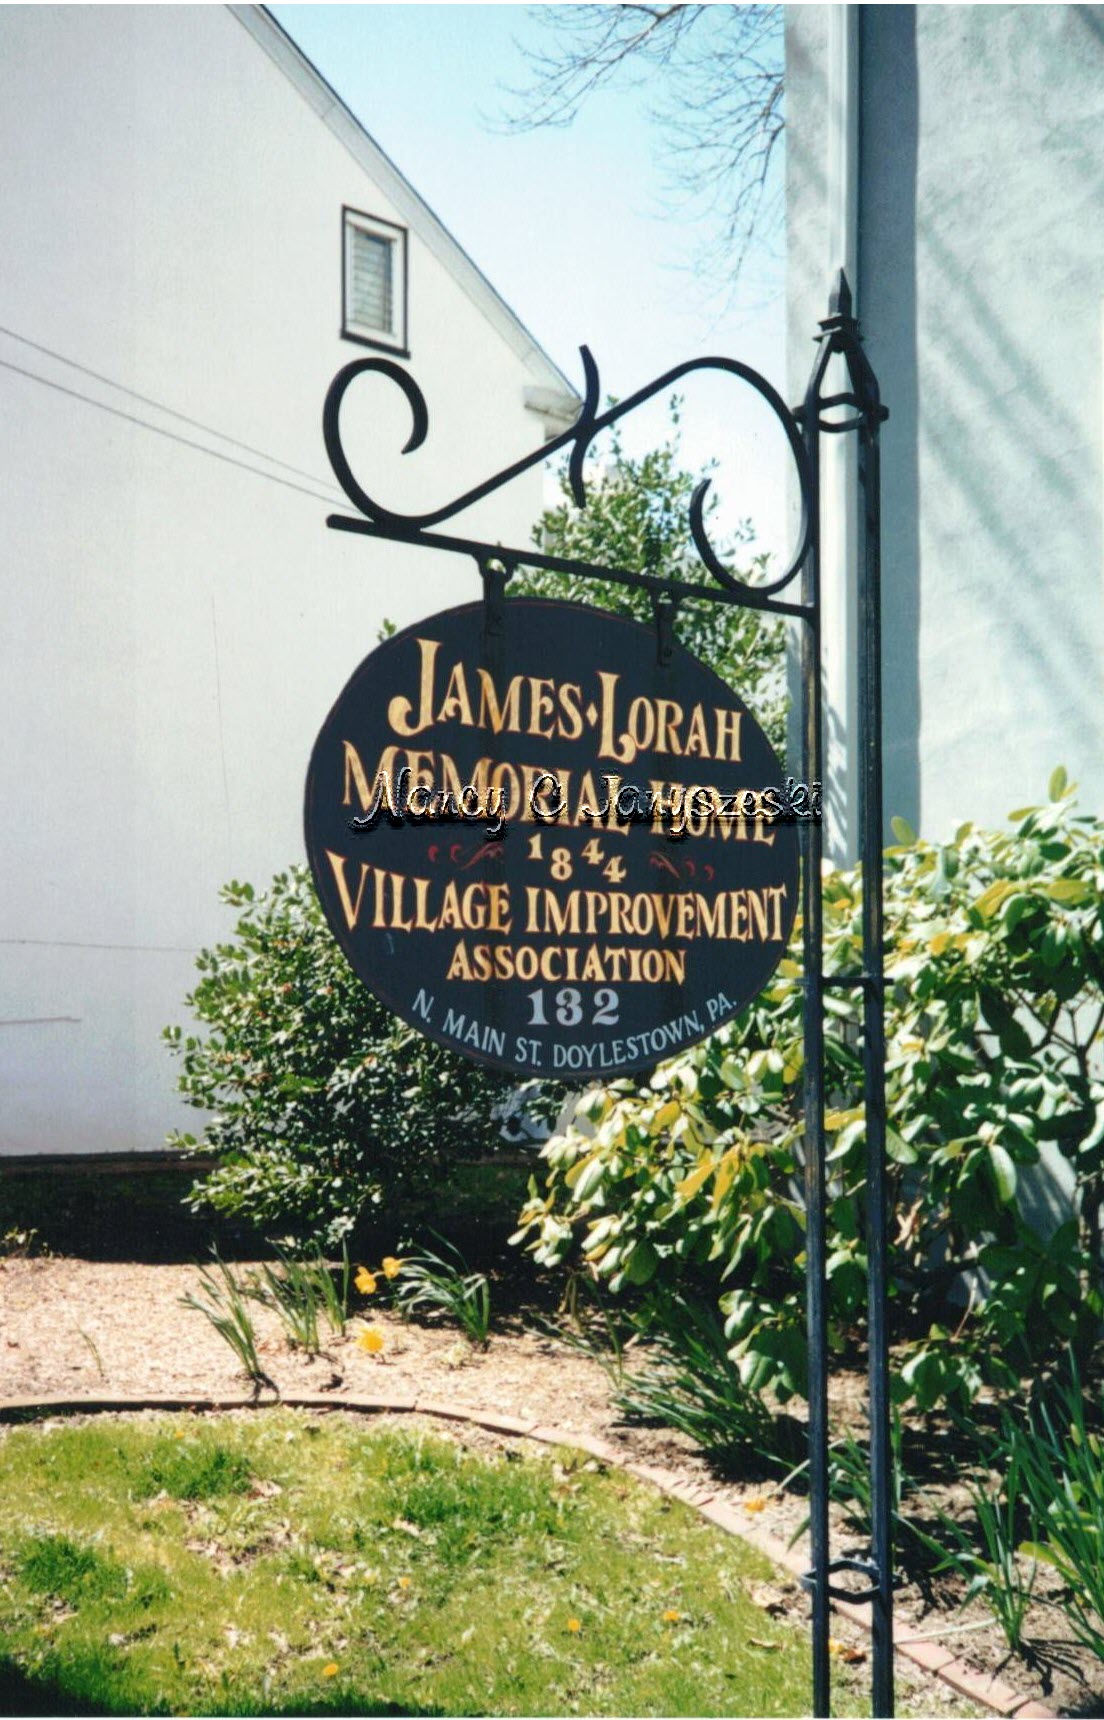 JAMES·LORAH
MEMORIAL HOME
Nancy C Janyszeski
1844
VILLAGE IMPROVEMENT
ASSOCIATION
132
N. MAIN ST. DOYLESTOWN, PA.